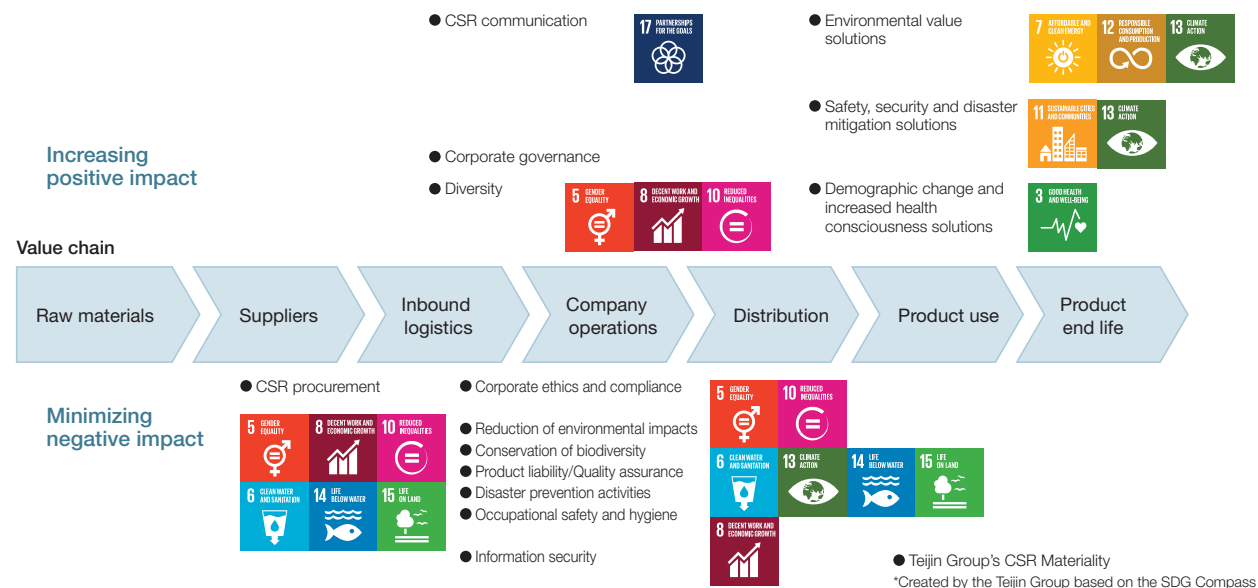 ● CSR communication
17 PARTNERSHIPS
FOR THE GOALS
● Environmental value
solutions
7 AFFORDABLE AND
CLEAN ENERGY
12 RESPONSIBLE
CONSUMPTION
AND PRODUCTION
13 CLIMATE
ACTION
● Safety, security and disaster
mitigation solutions
11 SUSTAINABLE CITIES
AND COMMUNITIES
13 CLIMATE
ACTION
Increasing
positive impact
● Corporate governance
● Diversity
5 GENDER
EQUALITY
8 DECENT WORK AND
ECONOMIC GROWTH
10 REDUCED
INEQUALITIES
● Demographic change and
increased health
consciousness solutions
3 GOOD HEALTH
AND WELL-BEING
Value chain
Raw materials
Suppliers
Inbound
logistics
Company
operations
Distribution
Product use
Product
end life
Minimizing
negative impact
● CSR procurement
5 GENDER
EQUALITY
8 DECENT WORK AND
ECONOMIC GROWTH
10 REDUCED
INEQUALITIES
6 CLEAN WATER
AND SANITATION
14 LIFE
BELOW WATER
15 LIFE
ON LAND
● Corporate ethics and compliance
● Reduction of environmental impacts
● Conservation of biodiversity
● Product liability/Quality assurance
● Disaster prevention activities
● Occupational safety and hygiene
● Information security
5 GENDER
EQUALITY
10 REDUCED
INEQUALITIES
6 CLEAN WATER
AND SANITATION
13 CLIMATE
ACTION
14 LIFE
BELOW WATER
15 LIFE
ON LAND
8 DECENT WORK AND
ECONOMIC GROWTH
● Teijin Group's CSR Materiality
*Created by the Teijin Group based on the SDG Compass